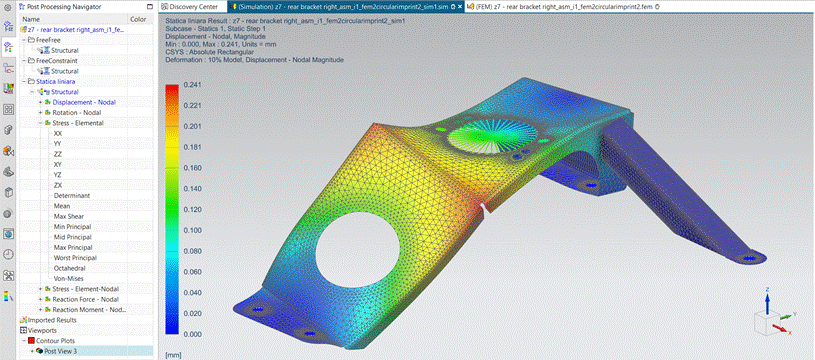 Post Processing Navigator
Name
Color
z7 - rear bracket right_asm_i1_fe...
FreeFree
Structural
FreeConstraint
Structural
Statica liniara
Structural
Displacement - Nodal
Rotation - Nodal
Stress - Elemental
XX
YY
ZZ
XY
YZ
ZX
Determinant
Mean
Max Shear
Min Principal
Mid Principal
Max Principal
Worst Principal
Octahedral
Von-Mises
Stress - Element-Nodal
Reaction Force - Nodal
Reaction Moment - Nod...
Imported Results
Viewports
Contour Plots
Post View 3
Discovery Center
(Simulation) z7 - rear bracket right_asm_i1_fem2circularimprint2_sim1.sim
(FEM) z7 - rear bracket right_asm_i1_fem2circularimprint2.fem
Statica liniara Result : z7 - rear bracket right_asm_i1_fem2circularimprint2_sim1
Subcase - Statics 1, Static Step 1
Displacement - Nodal, Magnitude
Min : 0.000, Max : 0.241, Units = mm
CSYS : Absolute Rectangular
Deformation : 10% Model, Displacement - Nodal Magnitude
0.241
0.221
0.201
0.181
0.160
0.140
0.120
0.100
0.080
0.060
0.040
0.020
0.000
[mm]
Z
Y
X